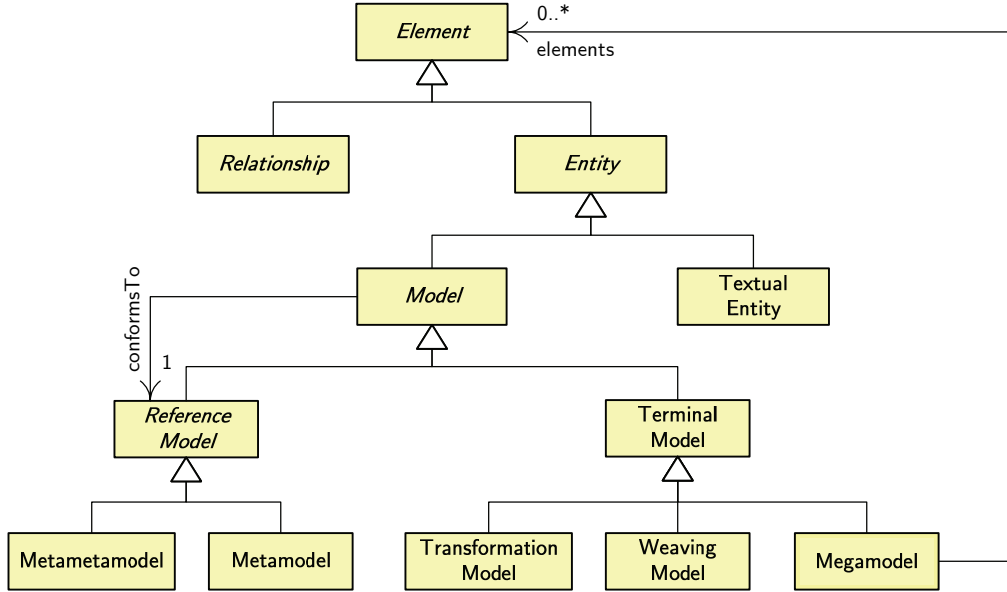 Element
0..*
elements
Relationship
Entity
Model
Textual
Entity
conformsTo
1
Reference
Model
Terminal
Model
Metametamodel
Metamodel
Transformation
Model
Weaving
Model
Megamodel